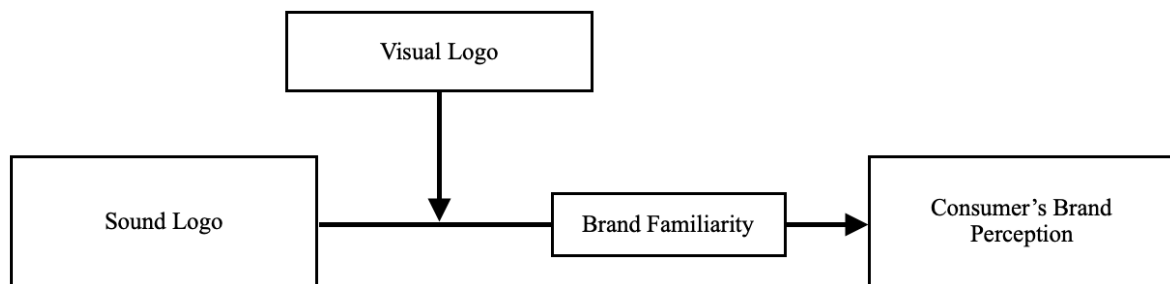 Visual Logo
Sound Logo
Brand Familiarity
Consumer’s Brand
Perception